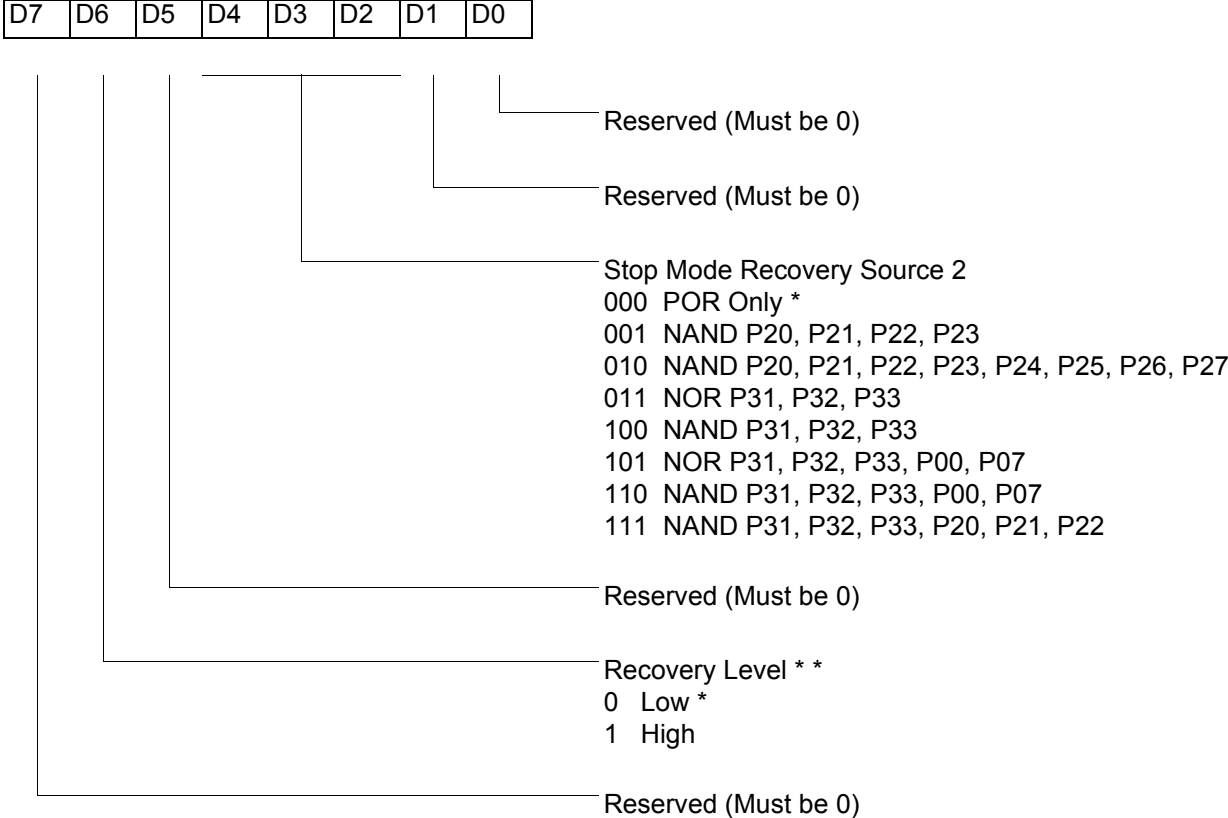 D7 D6 D5 D4 D3 D2 D1 D0
Reserved (Must be 0)
Reserved (Must be 0)
Stop Mode Recovery Source 2
000 POR Only *
001 NAND P20, P21, P22, P23
010 NAND P20, P21, P22, P23, P24, P25, P26, P27
011 NOR P31, P32, P33
100 NAND P31, P32, P33
101 NOR P31, P32, P33, P00, P07
110 NAND P31, P32, P33, P00, P07
111 NAND P31, P32, P33, P20, P21, P22
Reserved (Must be 0)
Recovery Level * *
0 Low *
1 High
Reserved (Must be 0)